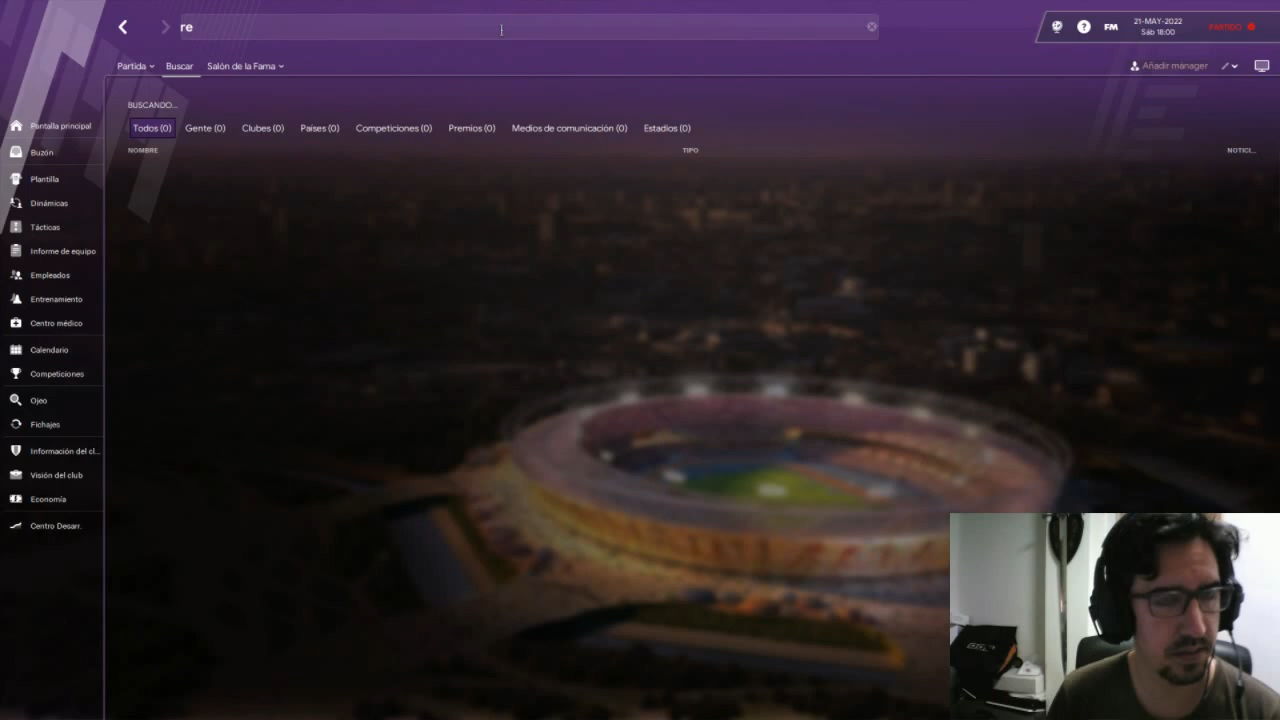 re
FM
21-MAY-2022
Sáb 18:00
PARTIDO
Partida
Buscar
Salón de la Fama
Añadir mánager
BUSCANDO...
Todos (0)
Gente (0)
Clubes (0)
Países (0)
Competiciones (0)
Premios (0)
Medios de comunicación (0)
Estadios (0)
NOMBRE
TIPO
NOTICI...
Pantalla principal
Buzón
Plantilla
Dinámicas
Tácticas
Informe de equipo
Empleados
Entrenamiento
Centro médico
Calendario
Competiciones
Ojeo
Fichajes
Información del cl...
Visión del club
Economía
Centro Desarr.